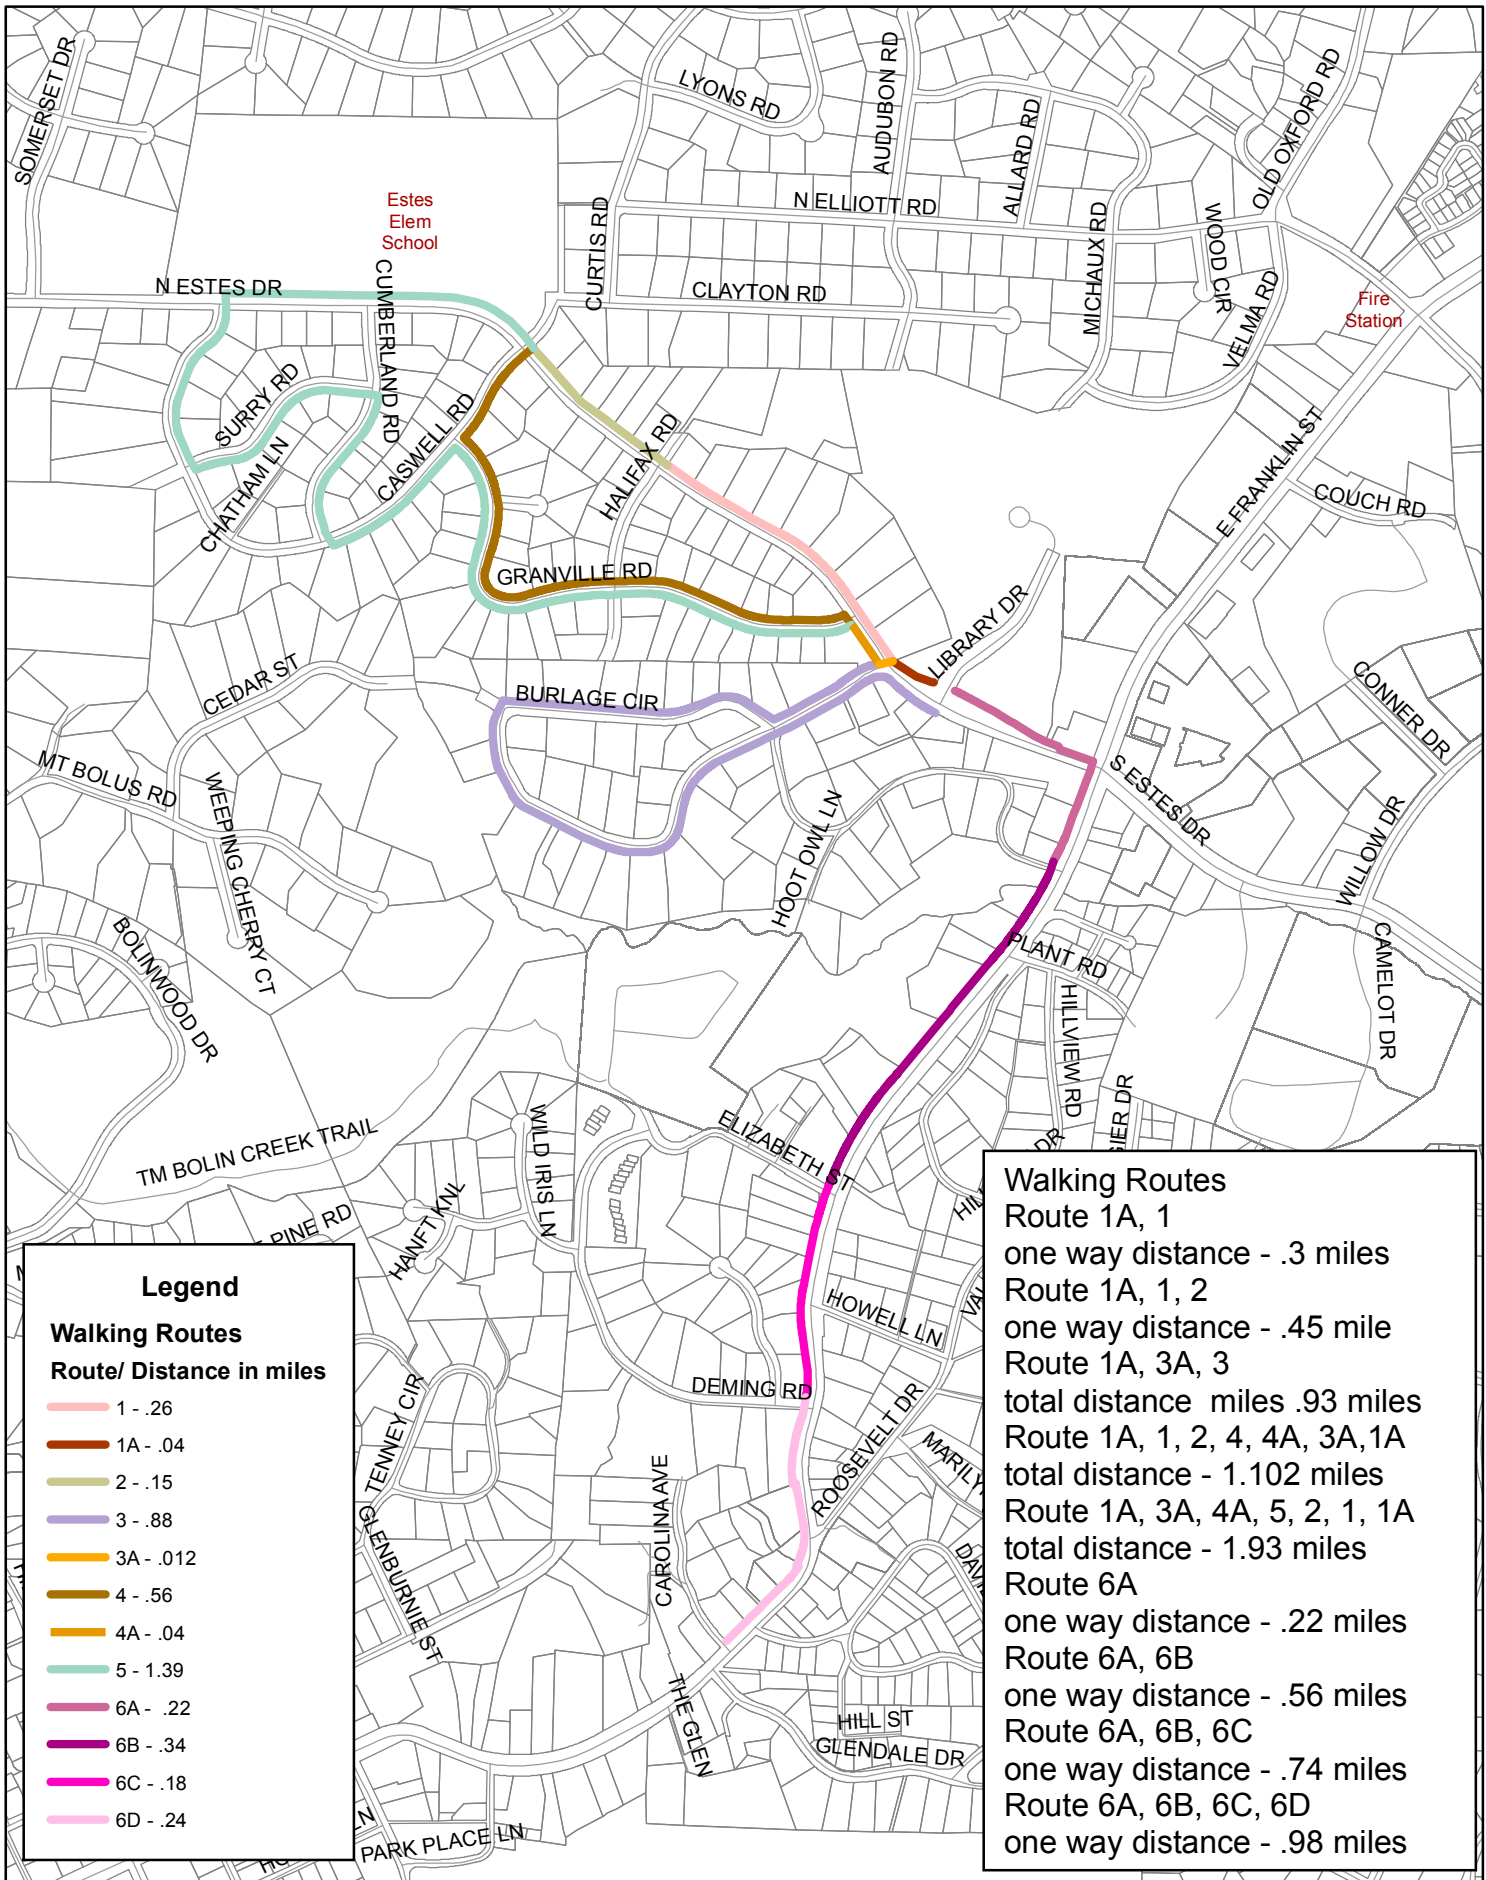 SOMERSET DR
LYONS RD
AUDUBON RD
ALLARD RD
OLD OXFORD RD
Estes
Elem
School
N ELLIOTT RD
CURTIS RD
MICHAUX RD
WOOD CIR
VELMA RD
Fire
Station
N ESTES DR
CUMBERLAND RD
CLAYTON RD
SURRY RD
CHATHAM LN
CASWELL RD
HALIFAX RD
E FRANKLIN ST
COUCH RD
GRANVILLE RD
LIBRARY DR
CEDAR ST
BURLAGE CIR
CONNER DR
MT BOLUS RD
WEEPING CHERRY CT
HOOT OWL LN
S ESTES DR
WILLOW DR
BOLINWOOD DR
PLANT RD
CAMELOT DR
HILLVIEW RD
GIER DR
TM BOLIN CREEK TRAIL
WILD IRIS LN
ELIZABETH ST
DR
HIL
PINE RD
HANFT KNL
HOWELL LN
VAL
DEMING RD
TENNEY CIR
ROOSEVELT DR
MARILY
CAROLINA AVE
GLENBURNIE ST
DAVIE
THE GLEN
HILL ST
GLENDALE DR
LN
PARK PLACE LN
Legend
Walking Routes
Route/ Distance in miles
1 - .26
1A - .04
2 - .15
3 - .88
3A - .012
4 - .56
4A - .04
5 - 1.39
6A -  .22
6B - .34
6C - .18
6D - .24
Walking Routes
Route 1A, 1
one way distance - .3 miles
Route 1A, 1, 2
one way distance - .45 mile
Route 1A, 3A, 3
total distance  miles .93 miles
Route 1A, 1, 2, 4, 4A, 3A,1A
total distance - 1.102 miles
Route 1A, 3A, 4A, 5, 2, 1, 1A
total distance - 1.93 miles
Route 6A
one way distance - .22 miles
Route 6A, 6B
one way distance - .56 miles
Route 6A, 6B, 6C
one way distance - .74 miles
Route 6A, 6B, 6C, 6D
one way distance - .98 miles